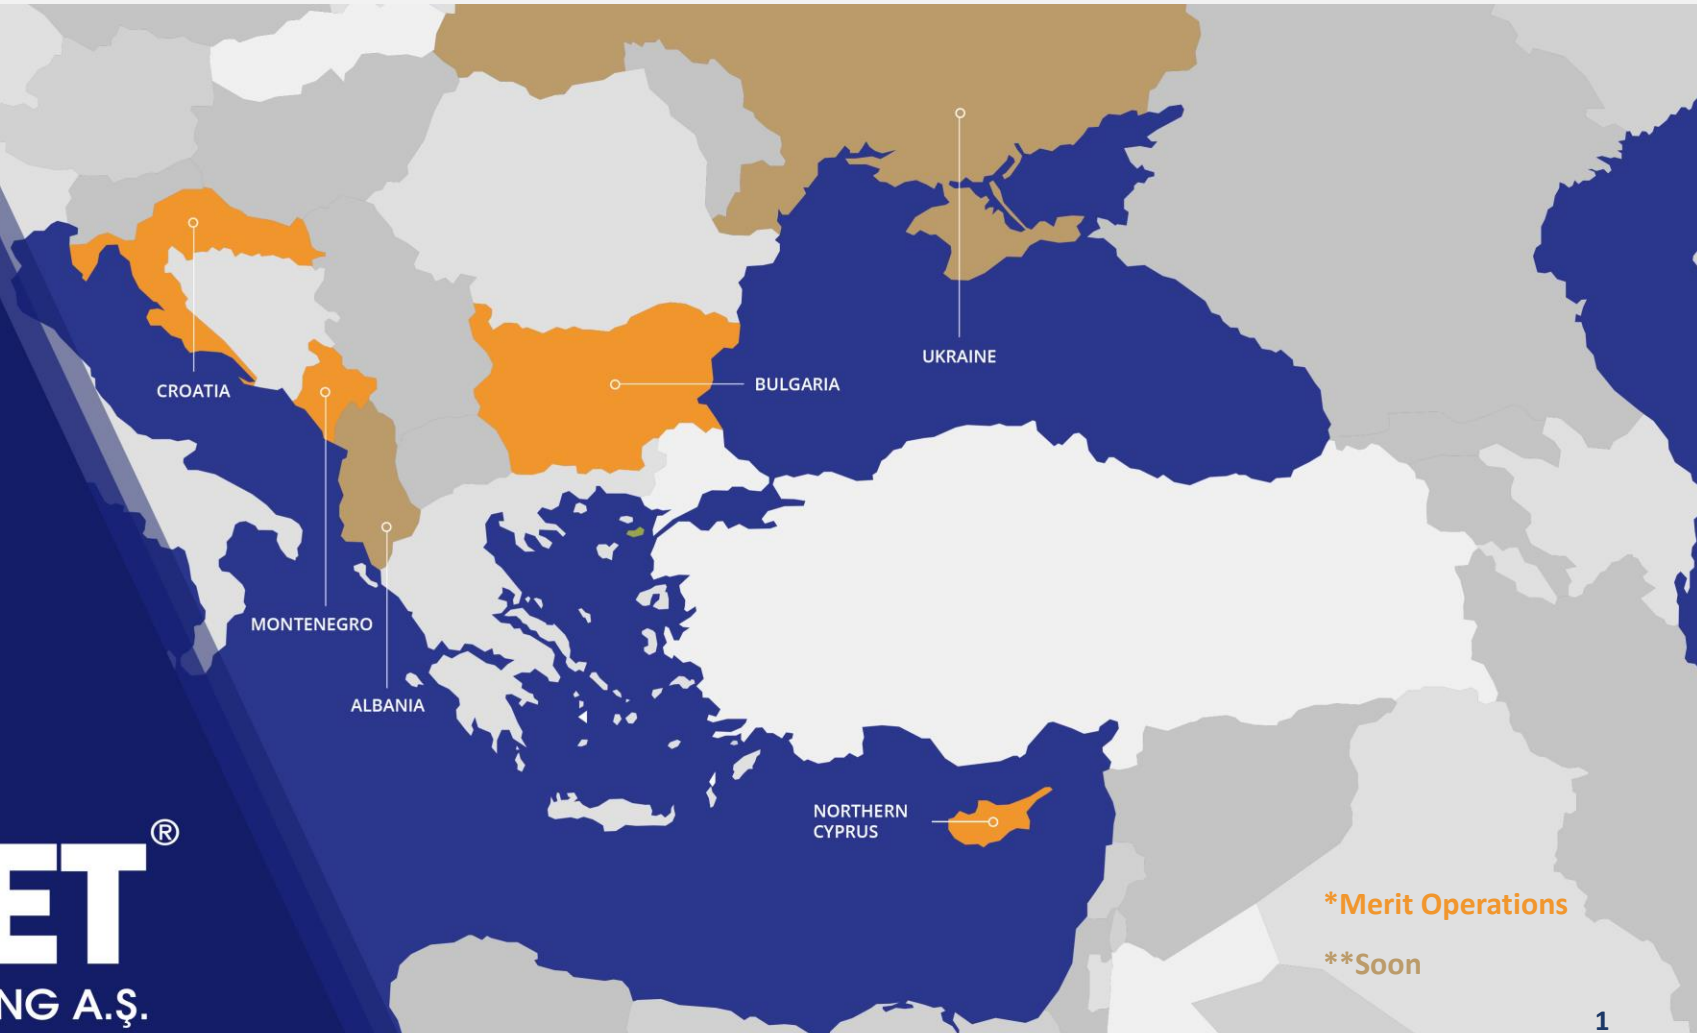 UKRAINE
BULGARIA
CROATIA
MONTENEGRO
ALBANIA
NORTHERN
CYPRUS
ET®
NG A.Ş.
*Merit Operations
**Soon
1